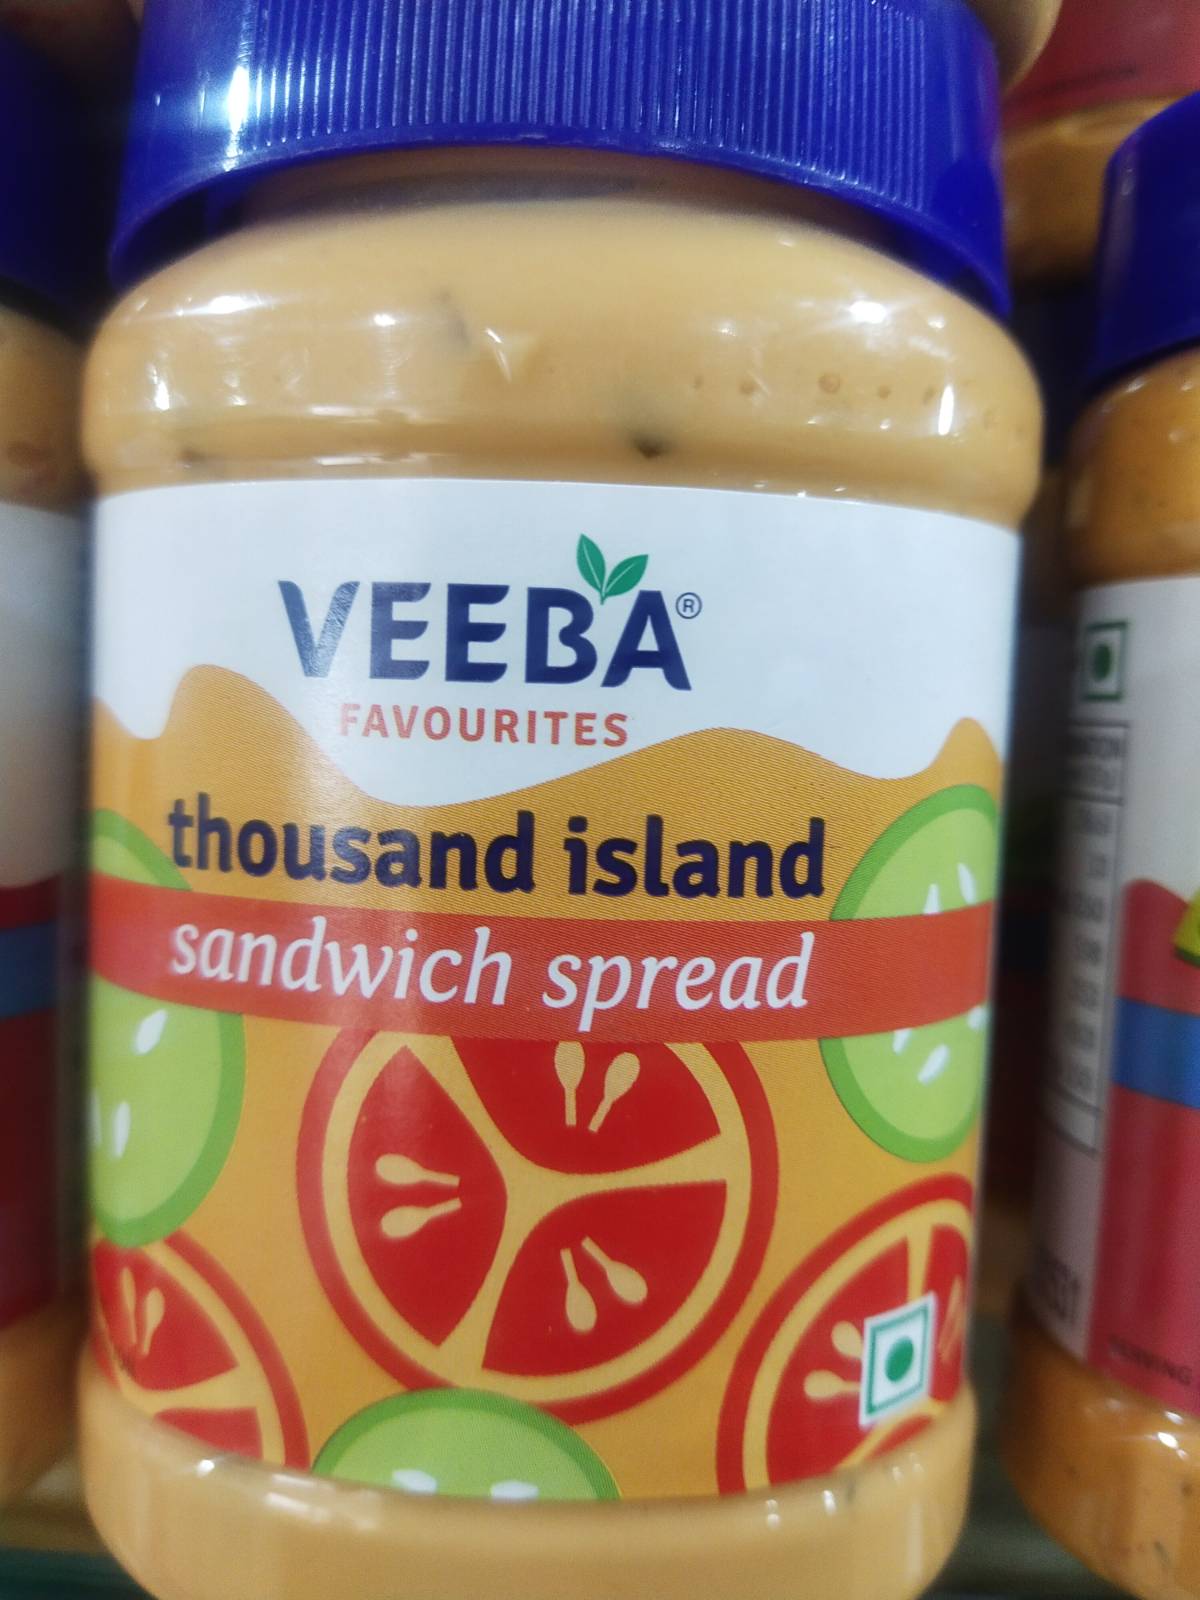 VEEBA®
FAVOURITES
thousand island
sandwich spread